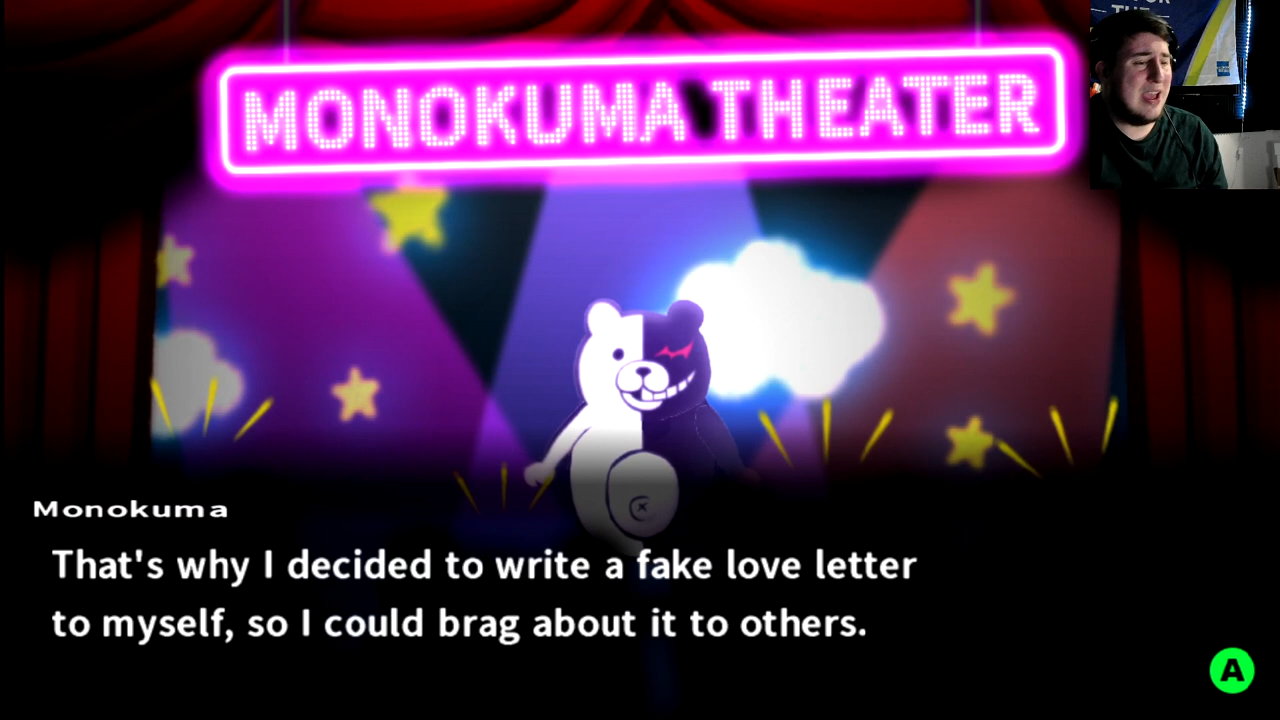 THE
MONOKUMA THEATER
Monokuma
That's why I decided to write a fake love letter
to myself, so I could brag about it to others.
A